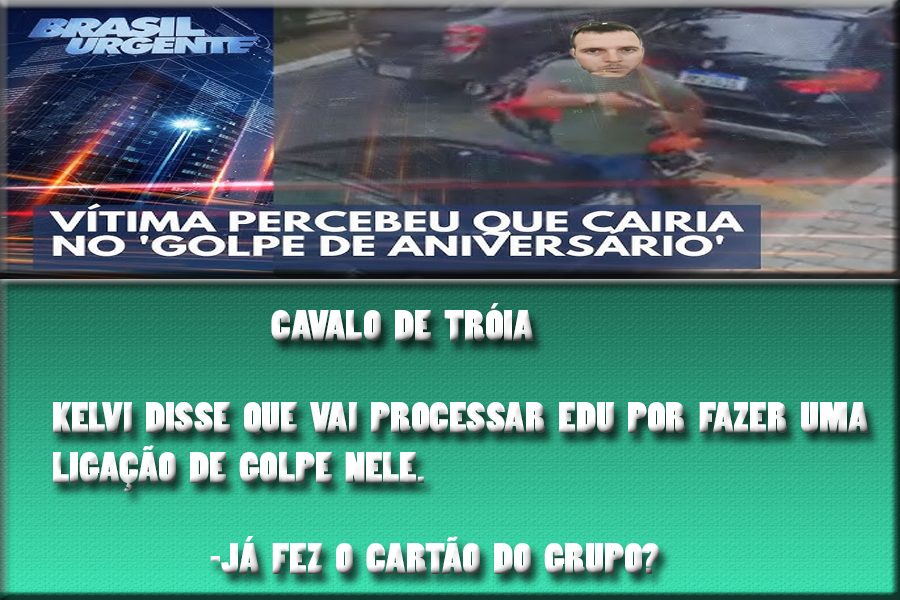 BRASIL
URGENTE
VÍTIMA PERCEBEU QUE CAIRIA
NO 'GOLPE DE ANIVERSÁRIO'
CAVALO DE TRÓIA
KELVI DISSE QUE VAI PROCESSAR EDU POR FAZER UMA
LIGAÇÃO DE GOLPE NELE.
-JÁ FEZ O CARTÃO DO GRUPO?